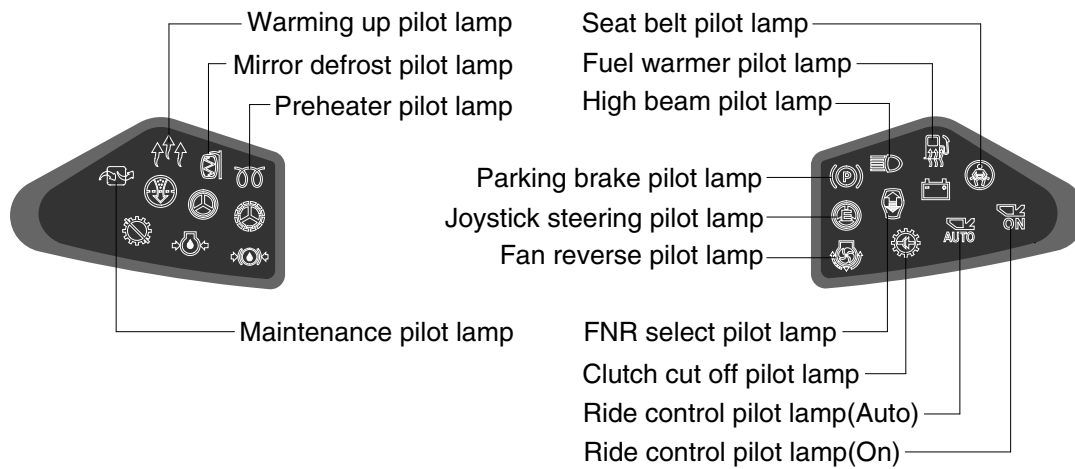 Warming up pilot lamp
Mirror defrost pilot lamp
Preheater pilot lamp
Maintenance pilot lamp
Seat belt pilot lamp
Fuel warmer pilot lamp
High beam pilot lamp
Parking brake pilot lamp
Joystick steering pilot lamp
Fan reverse pilot lamp
P
AUTO
ON
FNR select pilot lamp
Clutch cut off pilot lamp
Ride control pilot lamp(Auto)
Ride control pilot lamp(On)